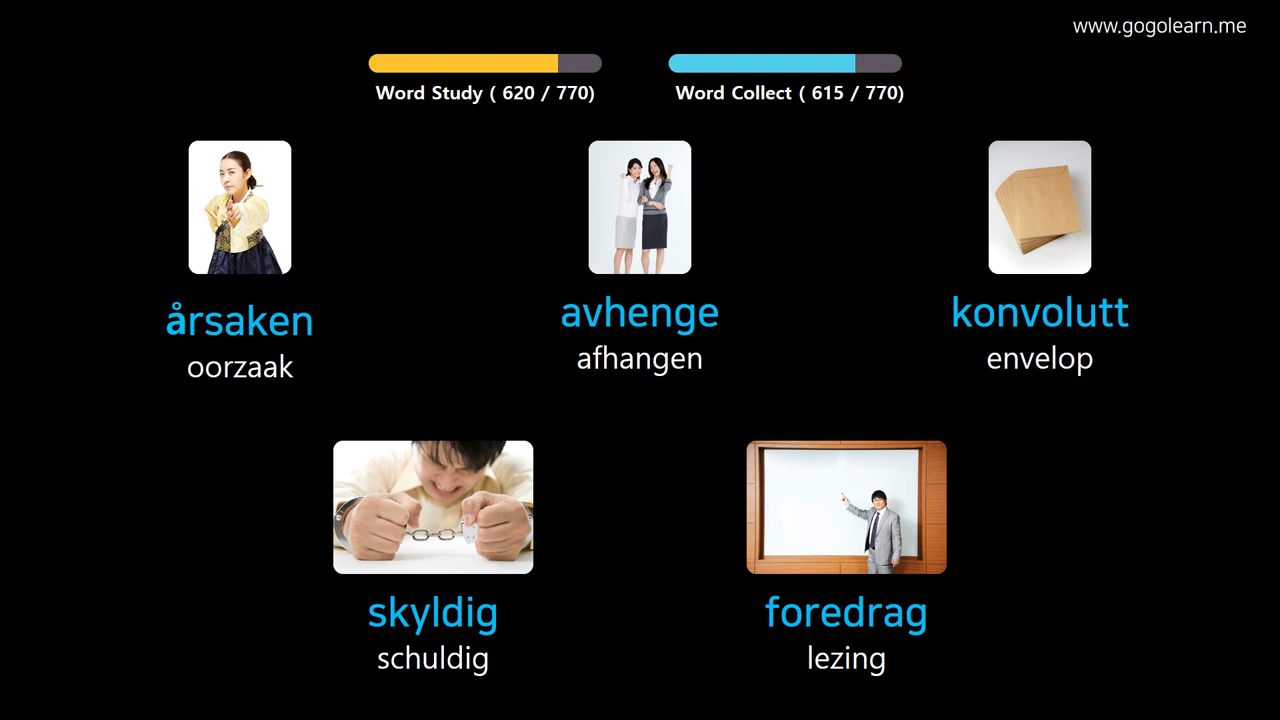 www.gogolearn.me
Word Study ( 620 / 770)
Word Collect ( 615 / 770)
årsaken
oorzaak
avhenge
afhangen
konvolutt
envelop
skyldig
schuldig
foredrag
lezing